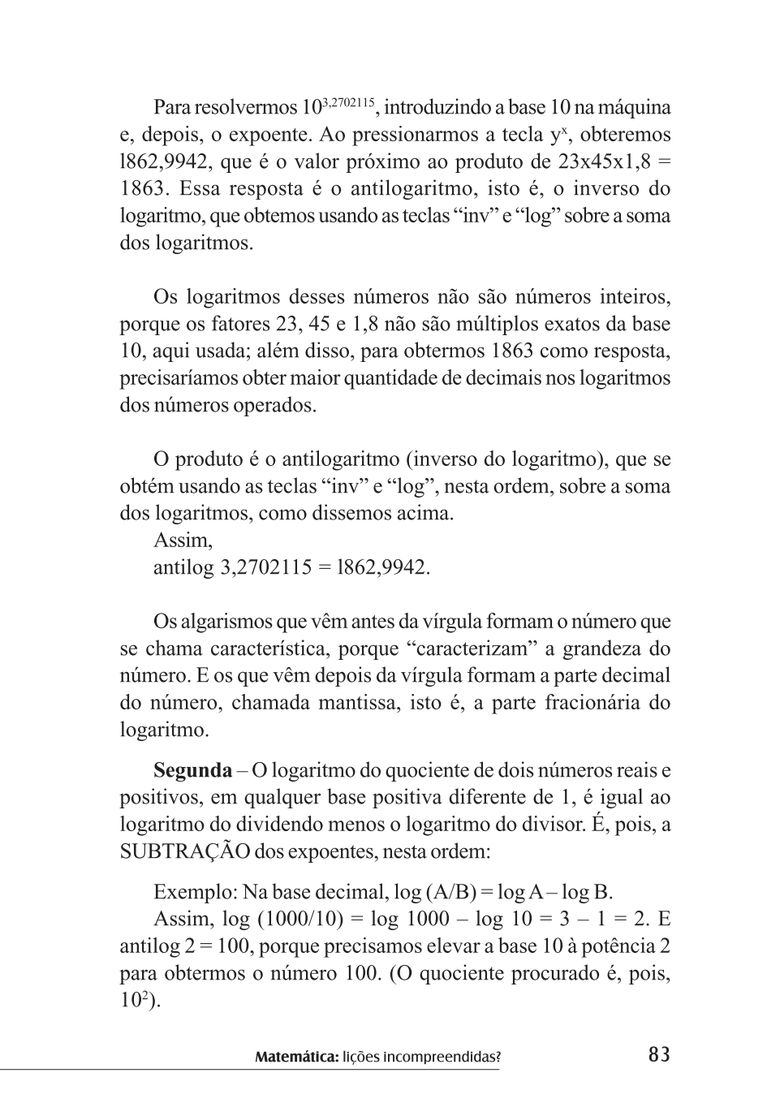 Para resolvermos 10³,²⁷⁰²¹¹⁵, introduzindo a base 10 na máquina
e, depois, o expoente. Ao pressionarmos a tecla yˣ, obteremos
l862,9942, que é o valor próximo ao produto de 23x45x1,8 =
1863. Essa resposta é o antilogaritmo, isto é, o inverso do
logaritmo, que obtemos usando as teclas “inv” e “log” sobre a soma
dos logaritmos.
Os logaritmos desses números não são números inteiros,
porque os fatores 23, 45 e 1,8 não são múltiplos exatos da base
10, aqui usada; além disso, para obtermos 1863 como resposta,
precisaríamos obter maior quantidade de decimais nos logaritmos
dos números operados.
O produto é o antilogaritmo (inverso do logaritmo), que se
obtém usando as teclas “inv” e “log”, nesta ordem, sobre a soma
dos logaritmos, como dissemos acima.
Assim,
antilog 3,2702115 = l862,9942.
Os algarismos que vêm antes da vírgula formam o número que
se chama característica, porque “caracterizam” a grandeza do
número. E os que vêm depois da vírgula formam a parte decimal
do número, chamada mantissa, isto é, a parte fracionária do
logaritmo.
Segunda – O logaritmo do quociente de dois números reais e
positivos, em qualquer base positiva diferente de 1, é igual ao
logaritmo do dividendo menos o logaritmo do divisor. É, pois, a
SUBTRAÇÃO dos expoentes, nesta ordem:
Exemplo: Na base decimal, log (A/B) = log A – log B.
Assim, log (1000/10) = log 1000 – log 10 = 3 – 1 = 2. E
antilog 2 = 100, porque precisamos elevar a base 10 à potência 2
para obtermos o número 100. (O quociente procurado é, pois,
10²).
Matemática: lições incompreendidas? 83